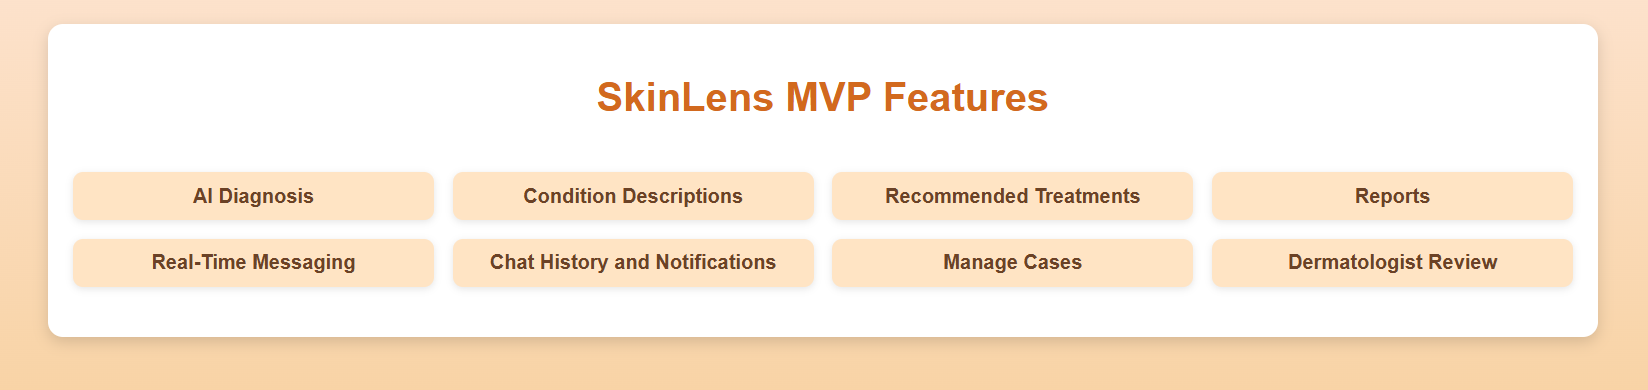 SkinLens MVP Features
AI Diagnosis
Condition Descriptions
Recommended Treatments
Reports
Real-Time Messaging
Chat History and Notifications
Manage Cases
Dermatologist Review